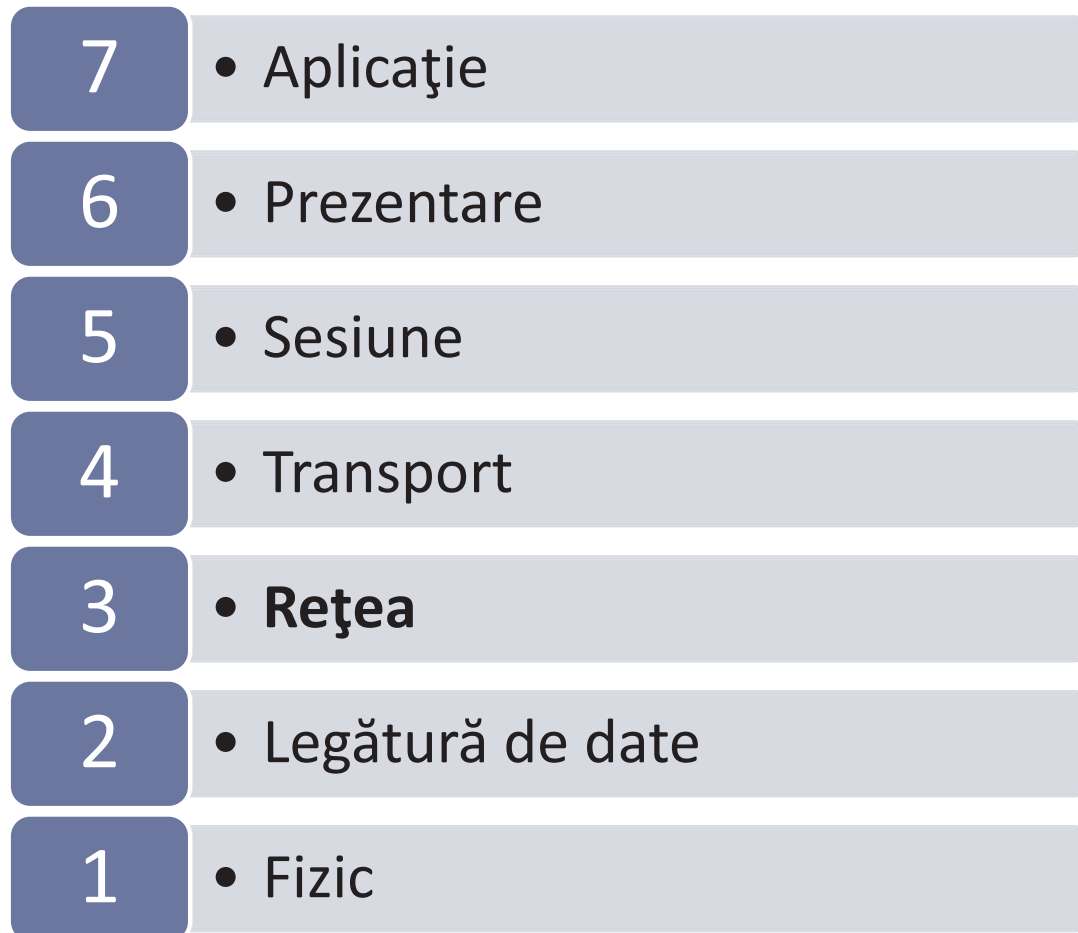 7 • Aplicaţie
6 • Prezentare
5 • Sesiune
4 • Transport
3 • Reţea
2 • Legătură de date
1 • Fizic